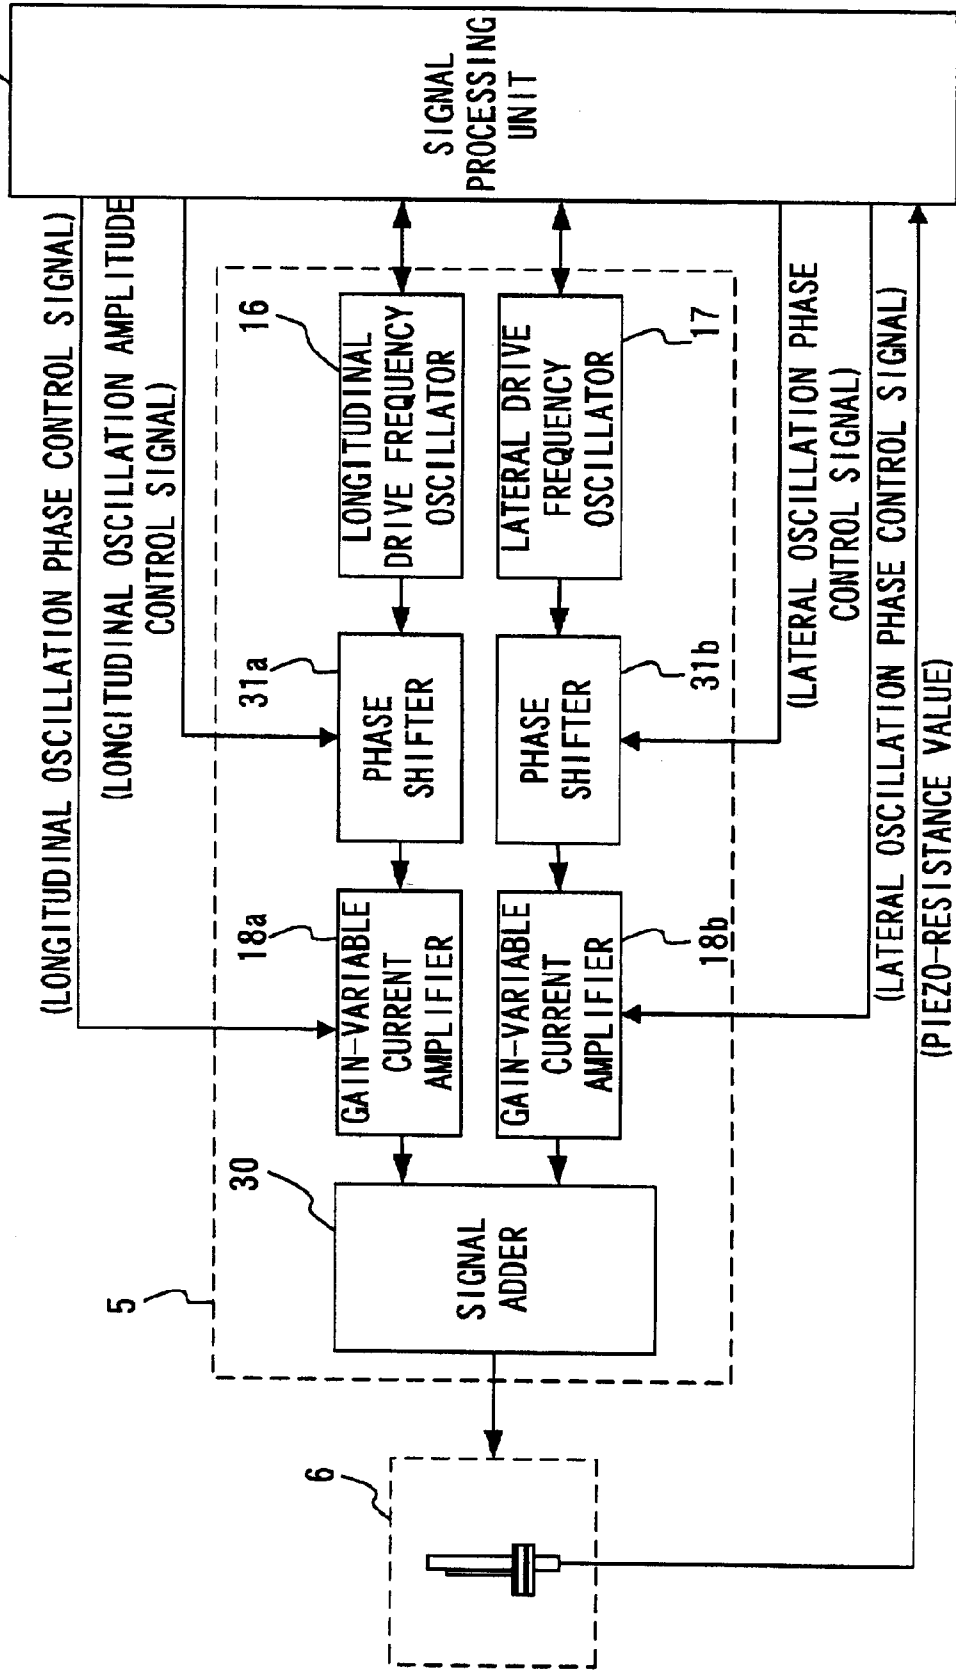 (LONGITUDINAL OSCILLATION PHASE CONTROL SIGNAL)
(LONGITUDINAL OSCILLATION AMPLITUDE
CONTROL SIGNAL)
5
6
30
SIGNAL
ADDER
18a
GAIN-VARIABLE
CURRENT
AMPLIFIER
31a
PHASE
SHIFTER
16
LONGITUDINAL
DRIVE FREQUENCY
OSCILLATOR
GAIN-VARIABLE
CURRENT
AMPLIFIER
18b
PHASE
SHIFTER
31b
LATERAL DRIVE
FREQUENCY
OSCILLATOR
17
SIGNAL
PROCESSING
UNIT
(LATERAL OSCILLATION PHASE
CONTROL SIGNAL)
(LATERAL OSCILLATION PHASE CONTROL SIGNAL)
(PIEZO-RESISTANCE VALUE)